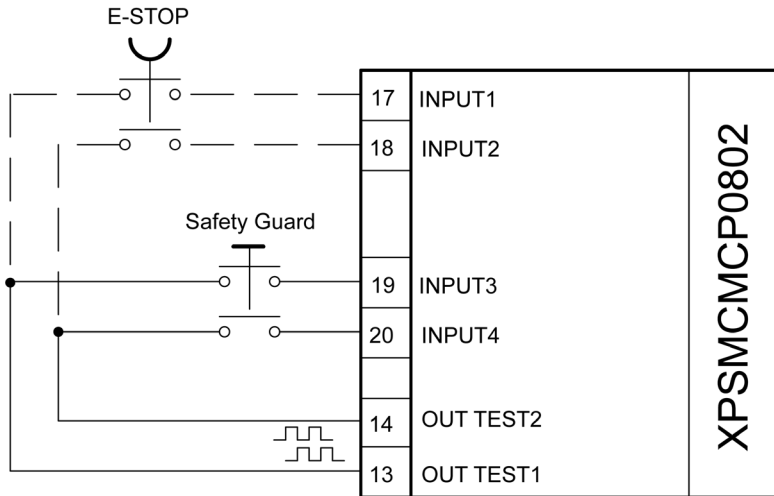 E-STOP
17 INPUT1
18 INPUT2
Safety Guard
19 INPUT3
20 INPUT4
14 OUT TEST2
13 OUT TEST1
XPSMCMCP0802